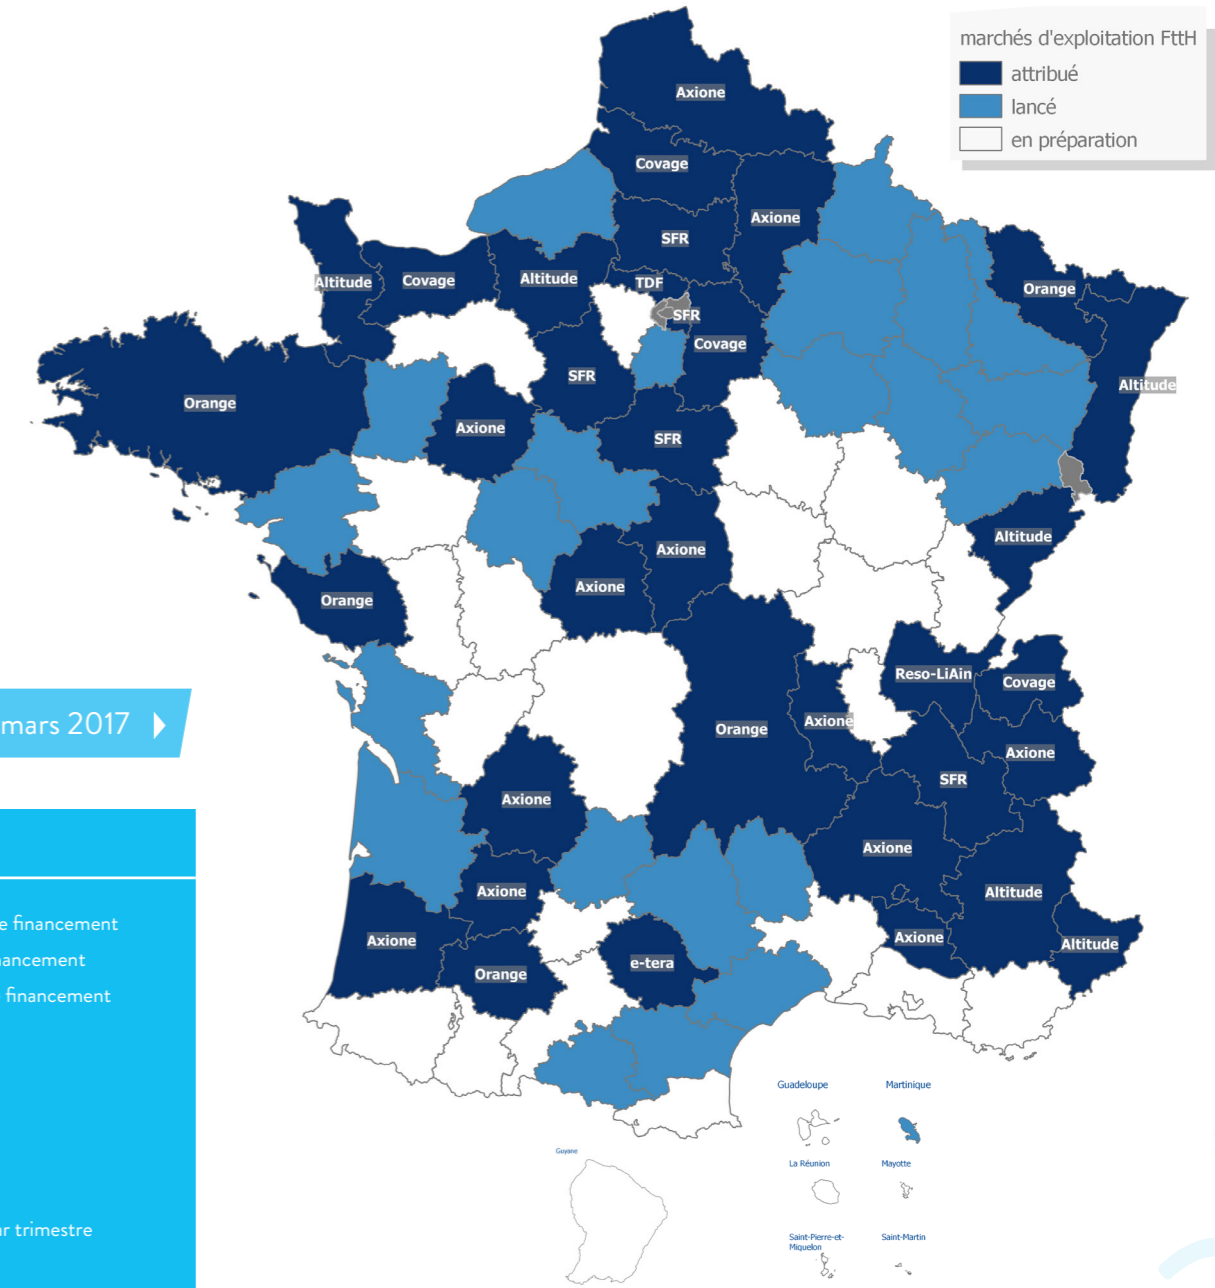 marchés d'exploitation FttH
attribué
lancé
en préparation
Axione
Covage
Axione
SFR
Altitude
Covage
Altitude
TDF
Orange
SFR
Covage
SFR
Altitude
Orange
Axione
SFR
Altitude
Axione
Axione
Orange
Reso-LiAin
Covage
Orange
Axione
Axione
SFR
Axione
Axione
Axione
Altitude
Axione
Axione
Altitude
e-tera
Orange
mars 2017
e financement
nancement
e financement
ar trimestre
Guadeloupe
Martinique
Guyane
La Réunion
Mayotte
Saint-Pierre-et-
Miquelon
Saint-Martin